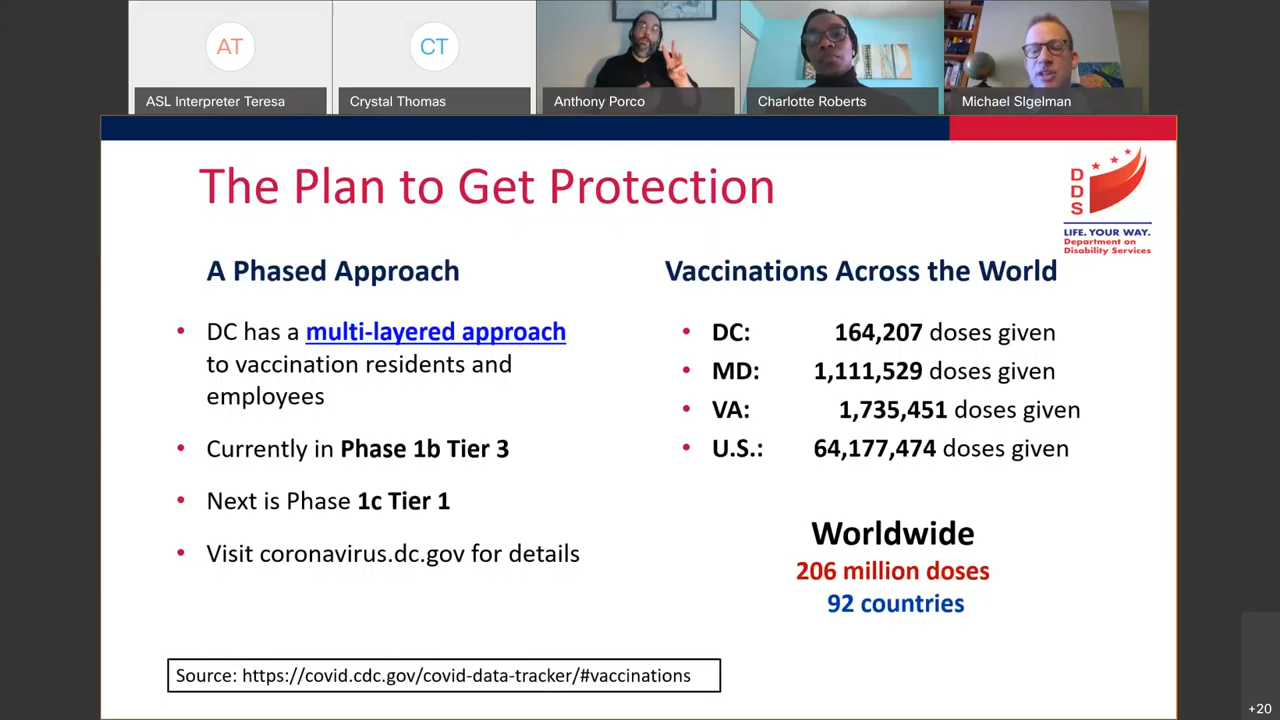 AT
CT
ASL Interpreter Teresa
Crystal Thomas
Anthony Porco
Charlotte Roberts
Michael SIgelman
The Plan to Get Protection
DDS
LIFE. YOUR WAY.
Department on
Disability Services
A Phased Approach
• DC has a multi-layered approach
to vaccination residents and
employees
• Currently in Phase 1b Tier 3
• Next is Phase 1c Tier 1
• Visit coronavirus.dc.gov for details
Vaccinations Across the World
• DC: 164,207 doses given
• MD: 1,111,529 doses given
• VA: 1,735,451 doses given
• U.S.: 64,177,474 doses given
Worldwide
206 million doses
92 countries
Source: https://covid.cdc.gov/covid-data-tracker/#vaccinations
+20